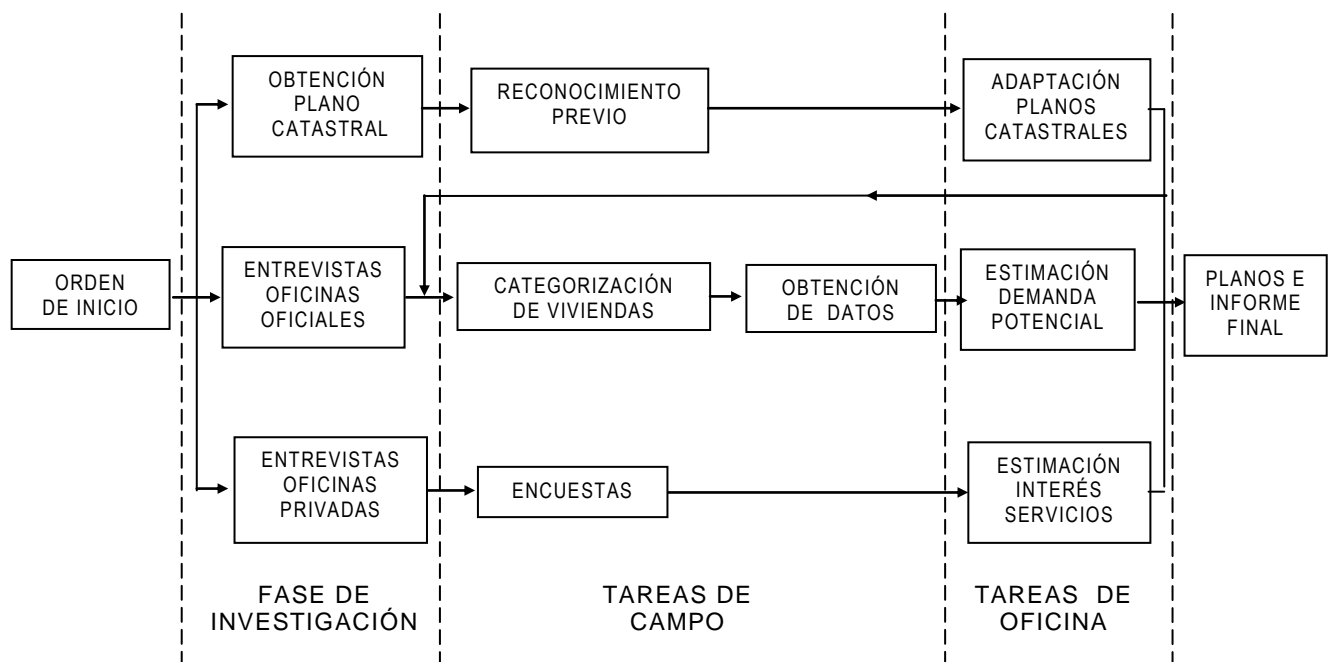 OBTENCIÓN
PLANO
CATASTRAL
RECONOCIMIENTO
PREVIO
ADAPTACIÓN
PLANOS
CATASTRALES
ORDEN
DE INICIO
ENTREVISTAS
OFICINAS
OFICIALES
CATEGORIZACIÓN
DE VIVIENDAS
OBTENCIÓN
DE DATOS
ESTIMACIÓN
DEMANDA
POTENCIAL
PLANOS E
INFORME
FINAL
ENTREVISTAS
OFICINAS
PRIVADAS
ENCUESTAS
ESTIMACIÓN
INTERÉS
SERVICIOS
FASE DE
INVESTIGACIÓN
TAREAS DE
CAMPO
TAREAS DE
OFICINA